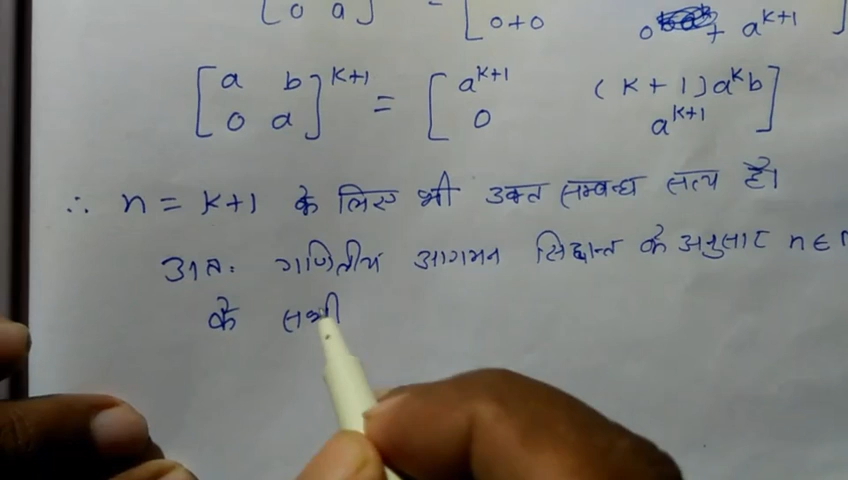 [0 a] = [0+0 0 + a^{k+1}]
[a b] ^{k+1} = [a^{k+1} (k+1)a^k b]
[0 a] [0 a^{k+1}]
∴ n = k+1 के लिए भी उक्त सम्बन्ध सत्य है।
अतः गणितीय आगमन सिद्धान्त के अनुसार n ∈
के सभी